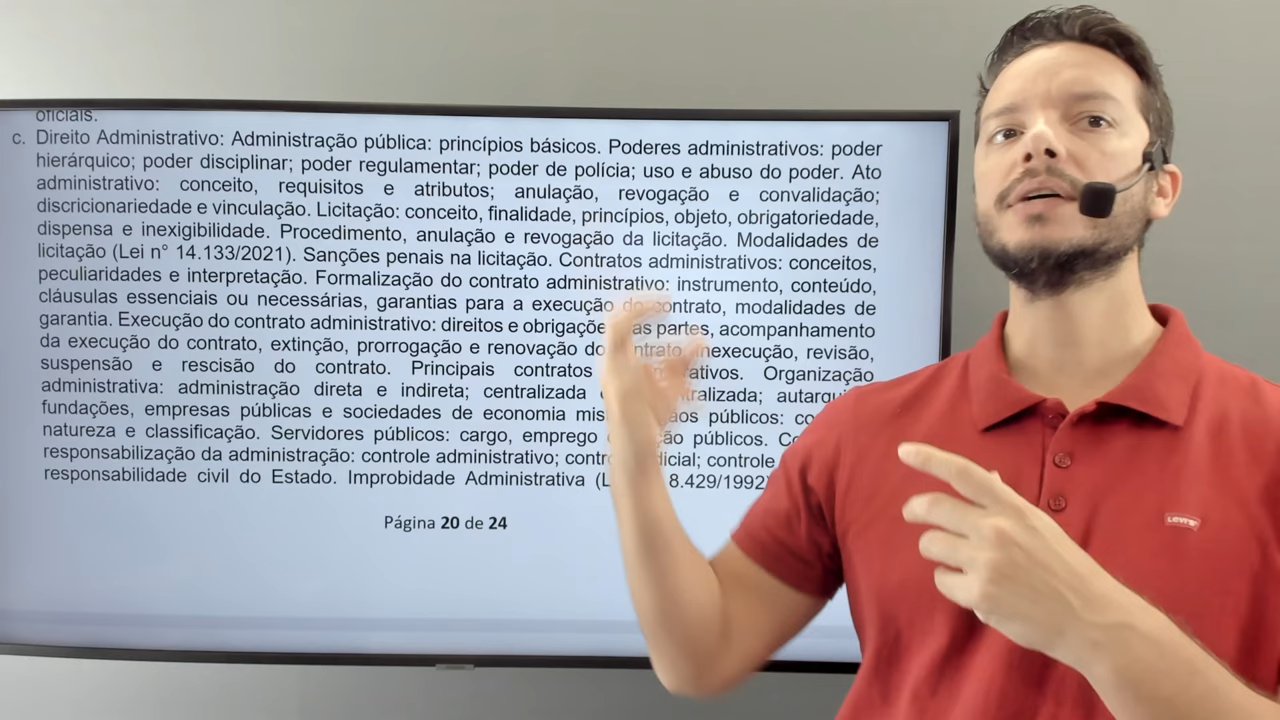 oficiais.
c. Direito Administrativo: Administração pública: princípios básicos. Poderes administrativos: poder
hierárquico; poder disciplinar; poder regulamentar; poder de polícia; uso e abuso do poder. Ato
administrativo: conceito, requisitos e atributos; anulação, revogação e convalidação;
discricionariedade e vinculação. Licitação: conceito, finalidade, princípios, objeto, obrigatoriedade,
dispensa e inexigibilidade. Procedimento, anulação e revogação da licitação. Modalidades de
licitação (Lei n° 14.133/2021). Sanções penais na licitação. Contratos administrativos: conceitos,
peculiaridades e interpretação. Formalização do contrato administrativo: instrumento, conteúdo,
cláusulas essenciais ou necessárias, garantias para a execução do contrato, modalidades de
garantia. Execução do contrato administrativo: direitos e obrigações as partes, acompanhamento
da execução do contrato, extinção, prorrogação e renovação do inexecução, revisão,
suspensão e rescisão do contrato. Principais contratos Organização
administrativa: administração direta e indireta; centralizada
fundações, empresas públicas e sociedades de economia públicos:
natureza e classificação. Servidores públicos: cargo, emprego públicos.
responsabilização da administração: controle administrativo; controle
responsabilidade civil do Estado. Improbidade Administrativa 8.429/1992
Página 20 de 24
Levi's